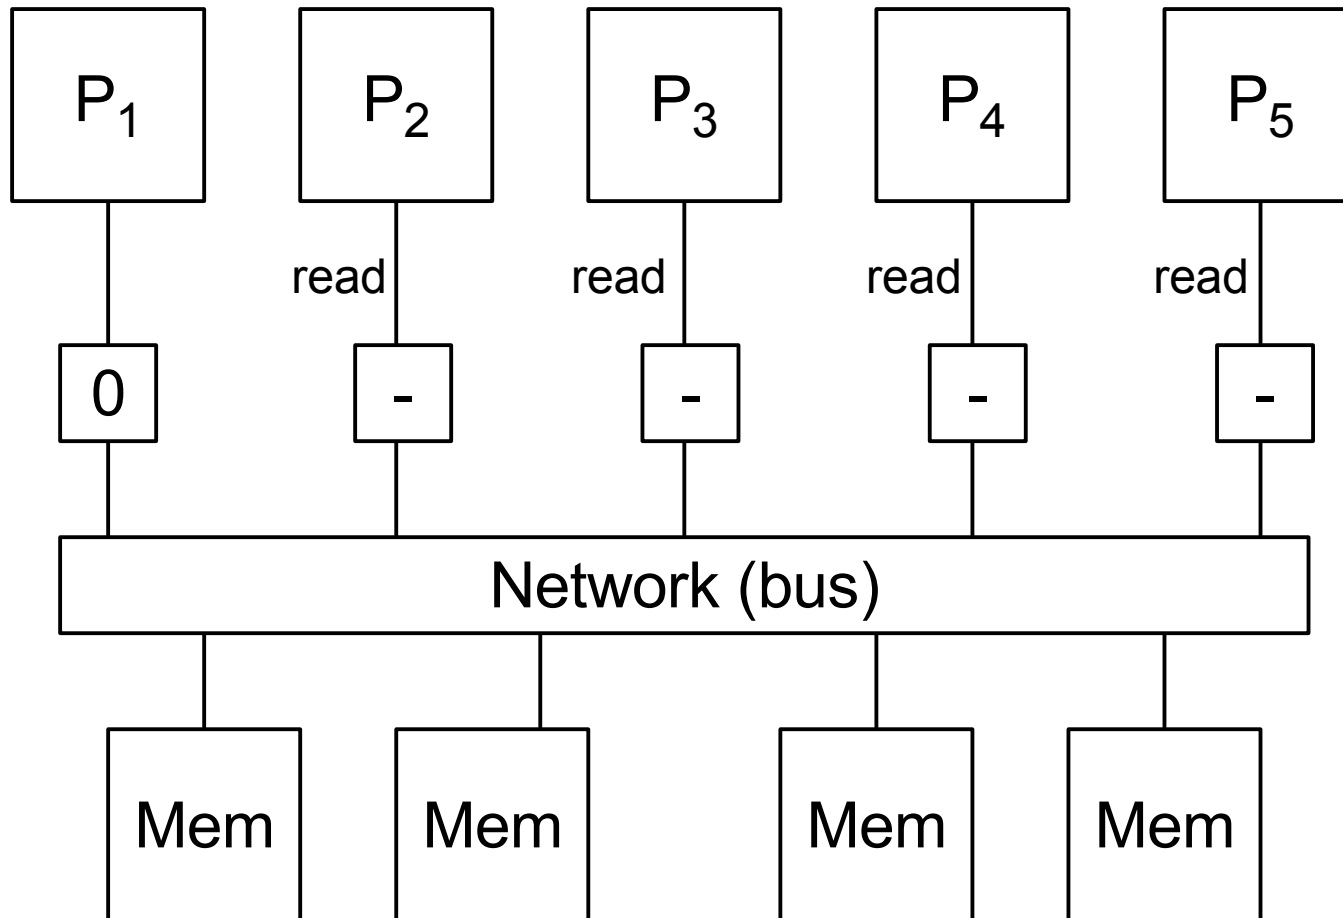 P₁ P₂ P₃ P₄ P₅
read read read read
0 - - - -
Network (bus)
Mem Mem Mem Mem